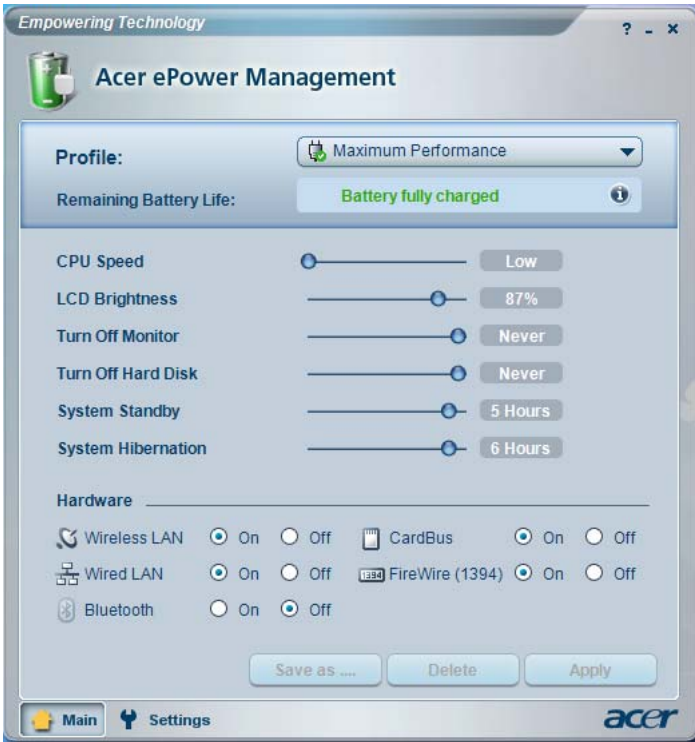 Empowering Technology
? - ×
Acer ePower Management
Profile: Maximum Performance
Remaining Battery Life: Battery fully charged
CPU Speed Low
LCD Brightness 87%
Turn Off Monitor Never
Turn Off Hard Disk Never
System Standby 5 Hours
System Hibernation 6 Hours
Hardware
Wireless LAN On Off CardBus On Off
Wired LAN On Off 1394 FireWire (1394) On Off
Bluetooth On Off
Save as .... Delete Apply
Main Settings acer